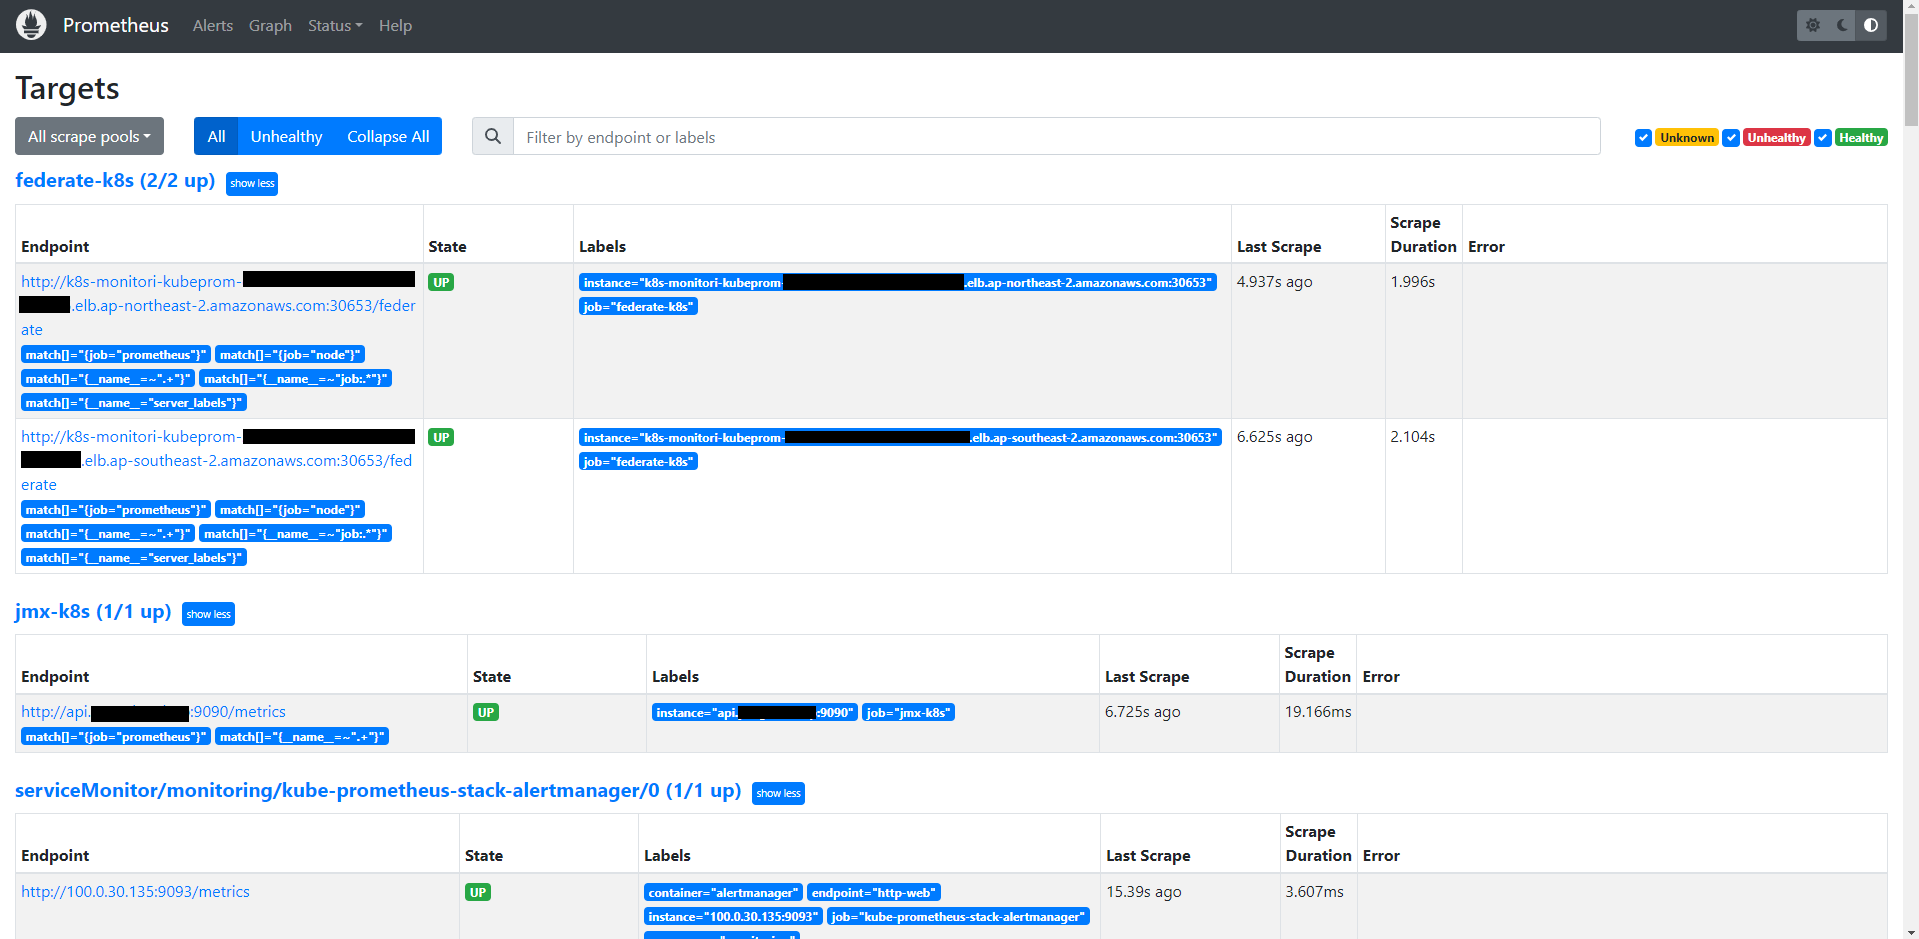 Prometheus Alerts Graph Status Help
Targets
All scrape pools All Unhealthy Collapse All Filter by endpoint or labels Unknown Unhealthy Healthy
federate-k8s (2/2 up) show less
Endpoint State Labels Last Scrape Scrape Duration Error
http://k8s-monitori-kubeprom-
.elb.ap-northeast-2.amazonaws.com:30653/feder
ate
match[]="{job="prometheus"}" match[]="{job="node"}"
match[]="{__name__=~".+"}" match[]="{__name__=~"job:.*"}"
match[]="{__name__="server_labels"}"
UP
instance="k8s-monitori-kubeprom- .elb.ap-northeast-2.amazonaws.com:30653"
job="federate-k8s"
4.937s ago
1.996s
http://k8s-monitori-kubeprom-
.elb.ap-southeast-2.amazonaws.com:30653/fed
erate
match[]="{job="prometheus"}" match[]="{job="node"}"
match[]="{__name__=~".+"}" match[]="{__name__=~"job:.*"}"
match[]="{__name__="server_labels"}"
UP
instance="k8s-monitori-kubeprom- .elb.ap-southeast-2.amazonaws.com:30653"
job="federate-k8s"
6.625s ago
2.104s
jmx-k8s (1/1 up) show less
Endpoint State Labels Last Scrape Scrape Duration Error
http://api. :9090/metrics
match[]="{job="prometheus"}" match[]="{__name__=~".+"}"
UP
instance="api. :9090" job="jmx-k8s"
6.725s ago
19.166ms
serviceMonitor/monitoring/kube-prometheus-stack-alertmanager/0 (1/1 up) show less
Endpoint State Labels Last Scrape Scrape Duration Error
http://100.0.30.135:9093/metrics
UP
container="alertmanager" endpoint="http-web"
instance="100.0.30.135:9093" job="kube-prometheus-stack-alertmanager"
15.39s ago
3.607ms